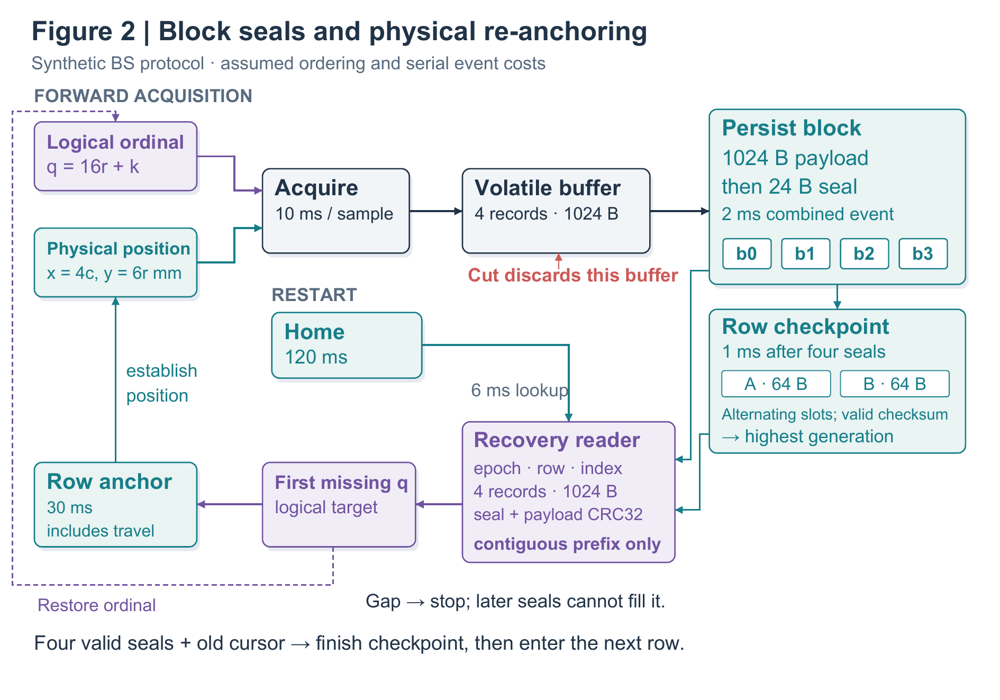 Figure 2 | Block seals and physical re-anchoring
Synthetic BS protocol · assumed ordering and serial event costs
FORWARD ACQUISITION
Logical ordinal
q = 16r + k
Physical position
x = 4c, y = 6r mm
Acquire
10 ms / sample
Volatile buffer
4 records · 1024 B
Cut discards this buffer
Persist block
1024 B payload
then 24 B seal
2 ms combined event
b0
b1
b2
b3
Row checkpoint
1 ms after four seals
A · 64 B
B · 64 B
Alternating slots; valid checksum
→ highest generation
RESTART
Home
120 ms
6 ms lookup
Recovery reader
epoch · row · index
4 records · 1024 B
seal + payload CRC32
contiguous prefix only
First missing q
logical target
Row anchor
30 ms
includes travel
establish
position
Restore ordinal
Gap → stop; later seals cannot fill it.
Four valid seals + old cursor → finish checkpoint, then enter the next row.